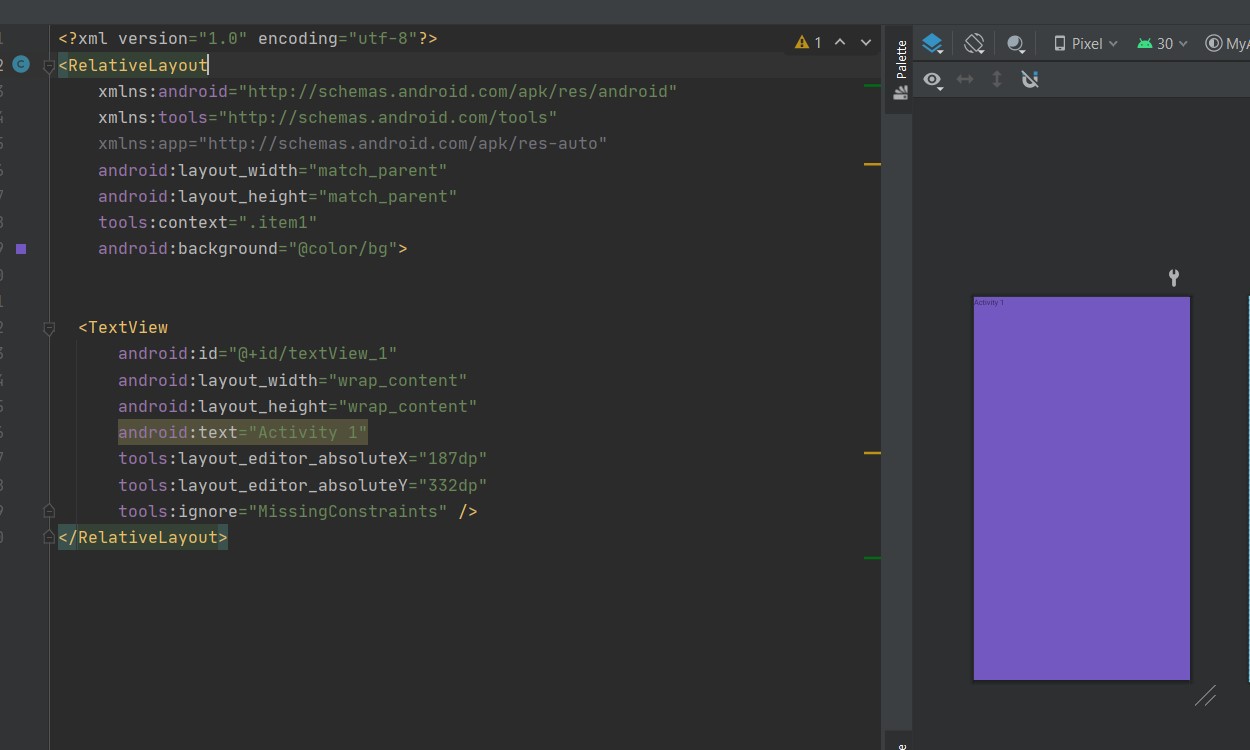 <?xml version="1.0" encoding="utf-8"?>
<RelativeLayout
xmlns:android="http://schemas.android.com/apk/res/android"
xmlns:tools="http://schemas.android.com/tools"
xmlns:app="http://schemas.android.com/apk/res-auto"
android:layout_width="match_parent"
android:layout_height="match_parent"
tools:context=".item1"
android:background="@color/bg">
<TextView
android:id="@+id/textView_1"
android:layout_width="wrap_content"
android:layout_height="wrap_content"
android:text="Activity 1"
tools:layout_editor_absoluteX="187dp"
tools:layout_editor_absoluteY="332dp"
tools:ignore="MissingConstraints" />
</RelativeLayout>
1
C
Palette
Pixel
30
Activity 1